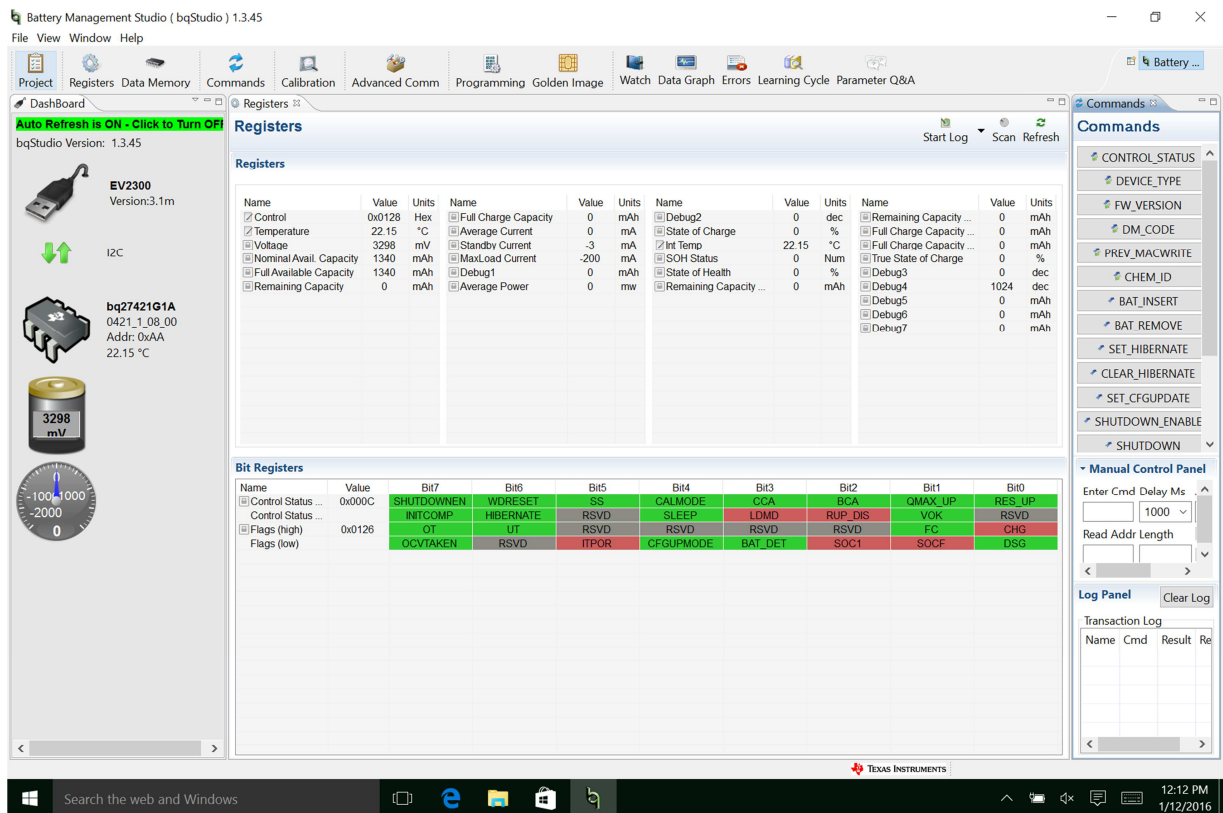 Battery Management Studio ( bqStudio ) 1.3.45
File View Window Help
Project Registers Data Memory Commands Calibration Advanced Comm Programming Golden Image Watch Data Graph Errors Learning Cycle Parameter Q&A
Battery ...
DashBoard
Auto Refresh is ON - Click to Turn OFF
bqStudio Version: 1.3.45
EV2300
Version:3.1m
I2C
bq27421G1A
0421_1_08_00
Addr: 0xAA
22.15 °C
3298
mV
0
-100 1000
-2000
0
Registers
Registers
Start Log Scan Refresh
Registers
Name Value Units Name Value Units Name Value Units Name Value Units
Control 0x0128 Hex Full Charge Capacity 0 mAh Debug2 0 dec Remaining Capacity ... 0 mAh
Temperature 22.15 °C Average Current 0 mA State of Charge 0 % Full Charge Capacity ... 0 mAh
Voltage 3298 mV Standby Current -3 mA Int Temp 22.15 °C Full Charge Capacity ... 0 mAh
Nominal Avail. Capacity 1340 mAh MaxLoad Current -200 mA SOH Status 0 Num True State of Charge 0 %
Full Available Capacity 1340 mAh Debug1 0 mAh State of Health 0 % Debug3 0 dec
Remaining Capacity 0 mAh Average Power 0 mw Remaining Capacity ... 0 mAh Debug4 1024 dec
Debug5 0 mAh
Debug6 0 mAh
Debug7 0 mAh
Bit Registers
Name Value Bit7 Bit6 Bit5 Bit4 Bit3 Bit2 Bit1 Bit0
Control Status ... 0x000C SHUTDOWNEN WDRESET SS CALMODE CCA BCA QMAX_UP RES_UP
Control Status ... INITCOMP HIBERNATE RSVD SLEEP LDMD RUP_DIS VOK RSVD
Flags (high) 0x0126 OT UT RSVD RSVD RSVD RSVD FC CHG
Flags (low) OCVTAKEN RSVD ITPOR CFGUPMODE BAT_DET SOC1 SOCF DSG
Commands
Commands
CONTROL_STATUS
DEVICE_TYPE
FW_VERSION
DM_CODE
PREV_MACWRITE
CHEM_ID
BAT_INSERT
BAT_REMOVE
SET_HIBERNATE
CLEAR_HIBERNATE
SET_CFGUPDATE
SHUTDOWN_ENABLE
SHUTDOWN
Manual Control Panel
Enter Cmd Delay Ms
1000
Read Addr Length
Log Panel Clear Log
Transaction Log
Name Cmd Result Re
TEXAS INSTRUMENTS
Search the web and Windows
12:12 PM
1/12/2016